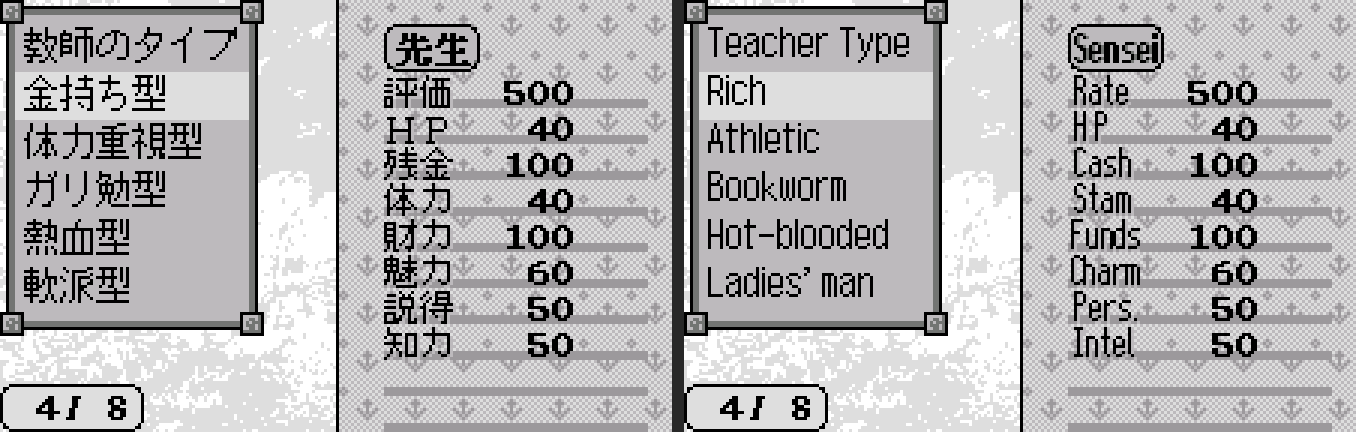 教師のタイプ
金持ち型
体力重視型
ガリ勉型
熱血型
軟派型
4/ 8
先生
評価 500
HP 40
残金 100
体力 40
財力 100
魅力 60
説得 50
知力 50
Teacher Type
Rich
Athletic
Bookworm
Hot-blooded
Ladies' man
4/ 8
Sensei
Rate 500
HP 40
Cash 100
Stam 40
Funds 100
Charm 60
Pers. 50
Intel 50